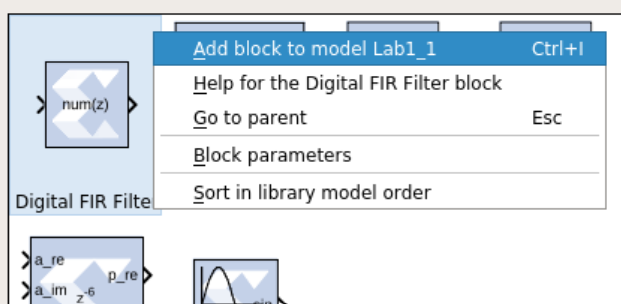 Add block to model Lab1_1 Ctrl+I
num(z)
Help for the Digital FIR Filter block
Go to parent Esc
Block parameters
Digital FIR Filte
Sort in library model order
a_re
p_re
a_im
z-6